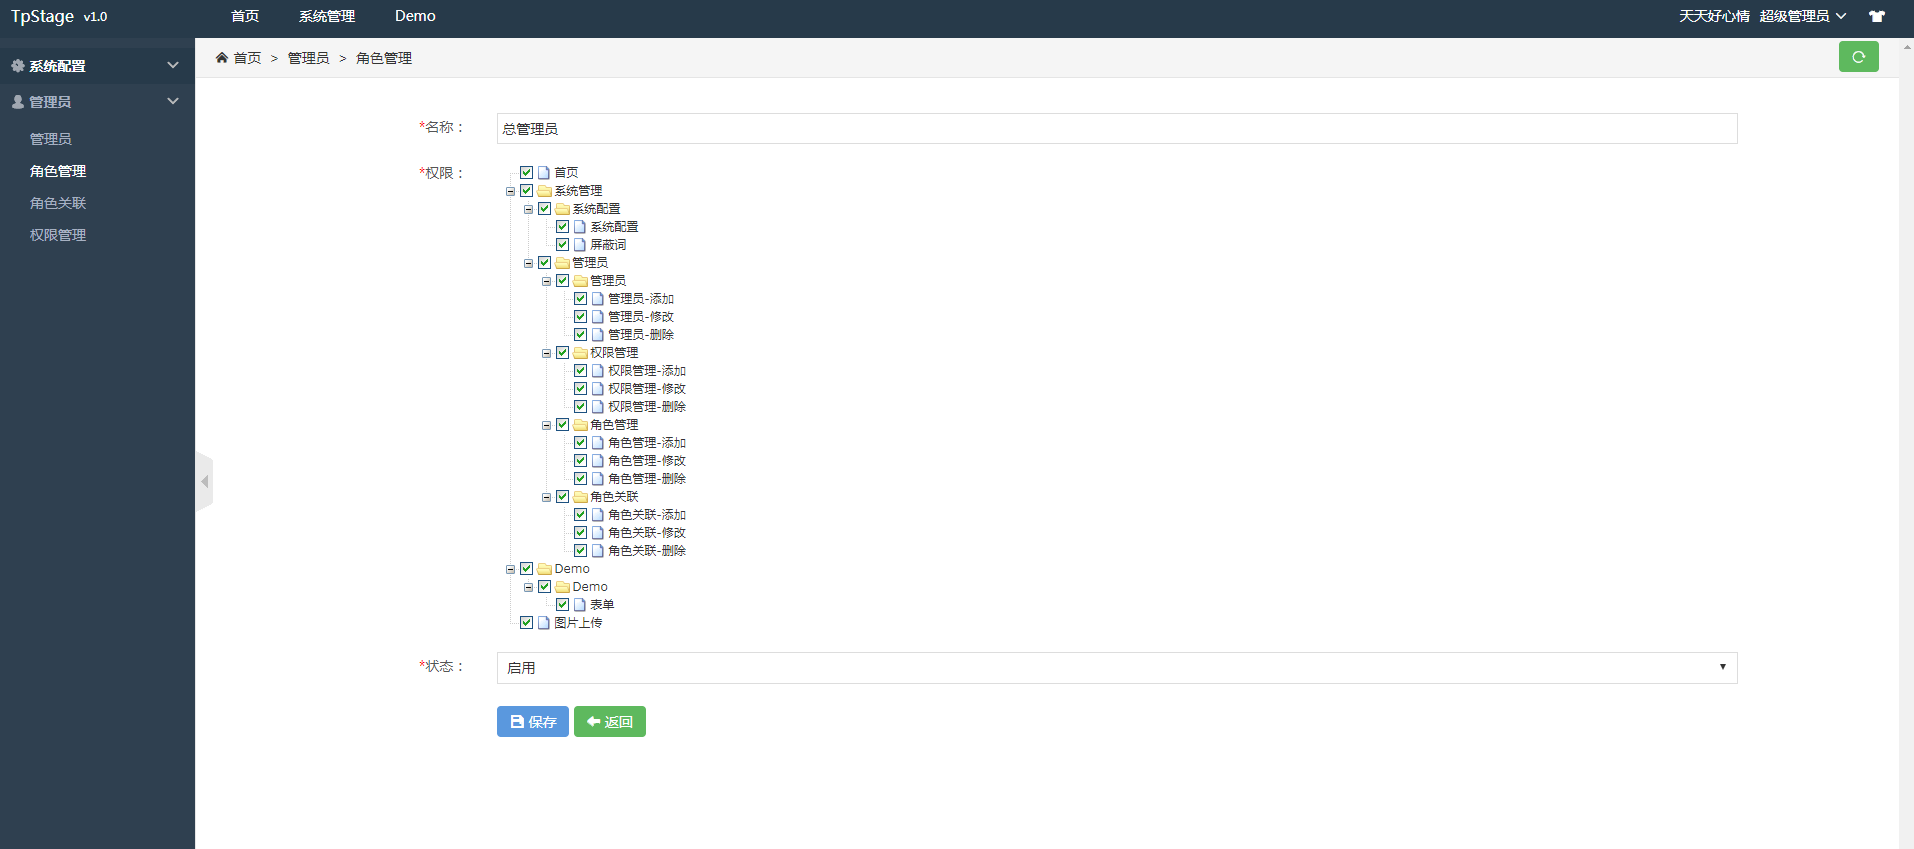 TpStage v1.0
首页 系统管理 Demo
天天好心情 超级管理员
系统配置
管理员
管理员
角色管理
角色关联
权限管理
首页 > 管理员 > 角色管理
*名称： 总管理员
*权限：
首页
系统管理
系统配置
系统配置
屏蔽词
管理员
管理员
管理员-添加
管理员-修改
管理员-删除
权限管理
权限管理-添加
权限管理-修改
权限管理-删除
角色管理
角色管理-添加
角色管理-修改
角色管理-删除
角色关联
角色关联-添加
角色关联-修改
角色关联-删除
Demo
Demo
表单
图片上传
*状态： 启用
保存 返回